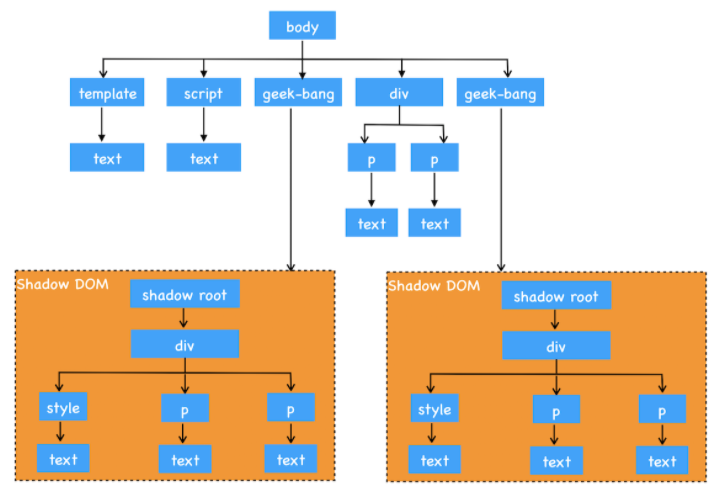 body
template
script
geek-bang
div
geek-bang
text
text
p
p
text
text
Shadow DOM
shadow root
div
style
p
p
text
text
text
Shadow DOM
shadow root
div
style
p
p
text
text
text